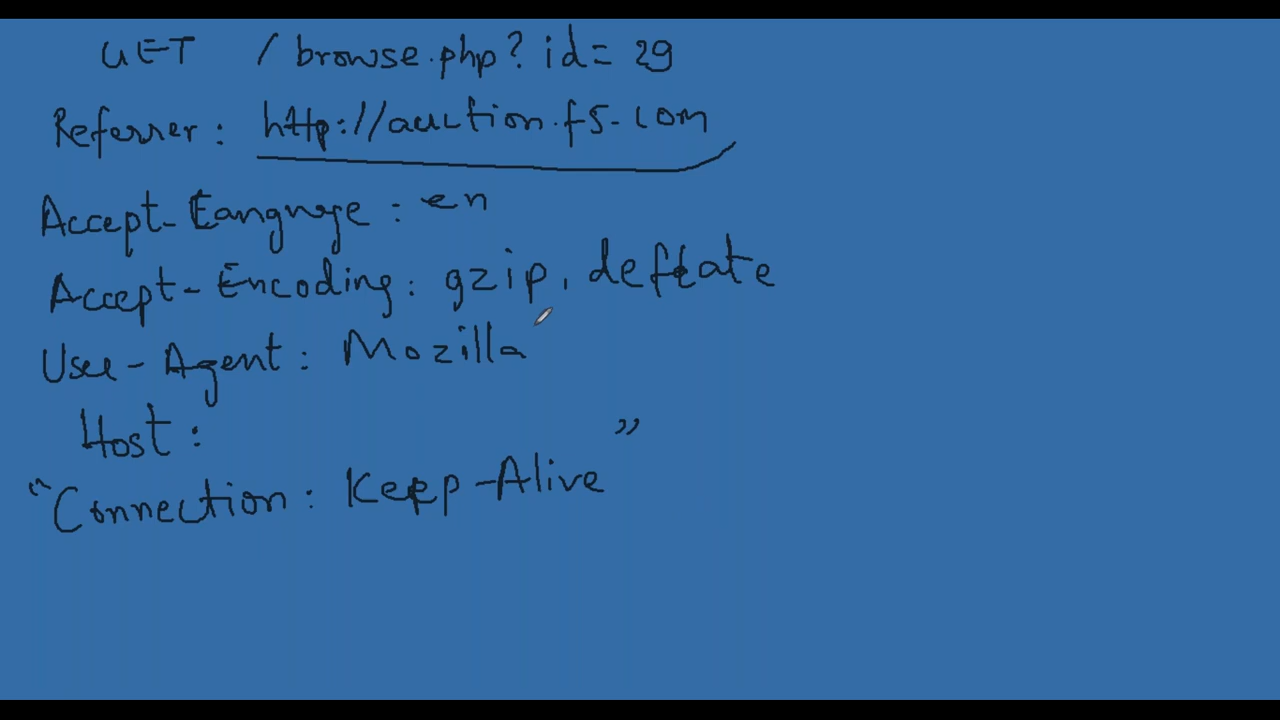 GET /browse.php?id=29
Referrer: http://auction.f5.com
Accept-Language: en
Accept-Encoding: gzip, deflate
User-Agent: Mozilla
Host:
"Connection: Keep-Alive"